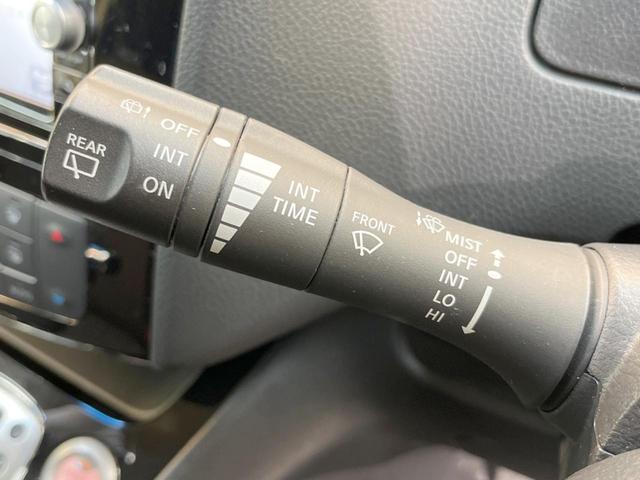 REAR
OFF
INT
ON
INT
TIME
FRONT
MIST
OFF
INT
LO
HI